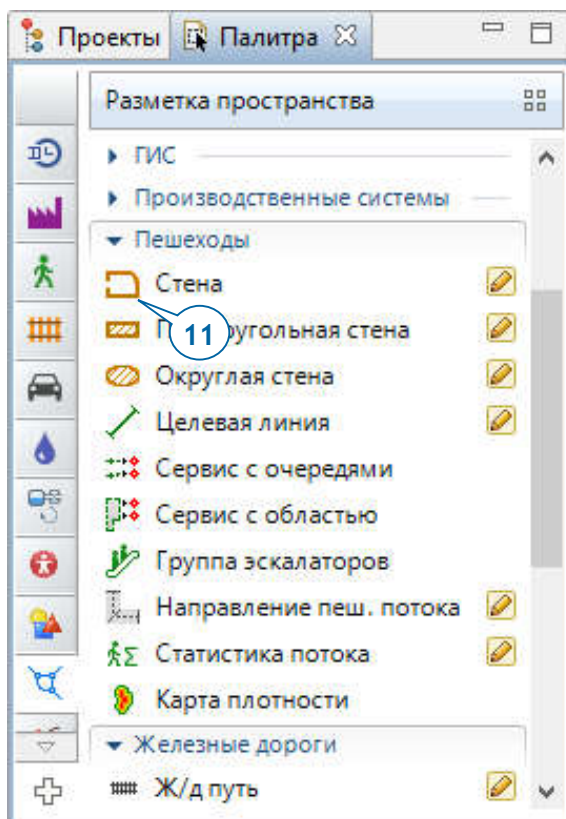 Проекты Палитра
Разметка пространства
ГИС
Производственные системы
Пешеходы
Стена
11
угольная стена
Округлая стена
Целевая линия
Сервис с очередями
Сервис с областью
Группа эскалаторов
Направление пеш. потока
Статистика потока
Карта плотности
Железные дороги
Ж/д путь